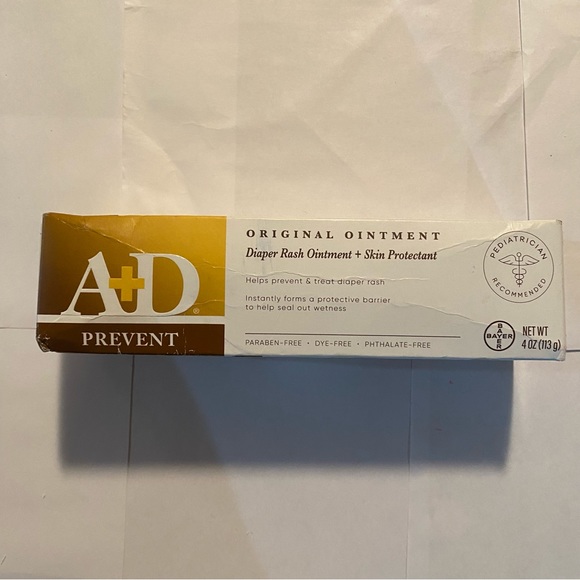 A+D®
PREVENT
ORIGINAL OINTMENT
Diaper Rash Ointment + Skin Protectant
Helps prevent & treat diaper rash
Instantly forms a protective barrier
to help seal out wetness
PARABEN-FREE • DYE-FREE • PHTHALATE-FREE
PEDIATRICIAN
RECOMMENDED
BAYER
BAYER
NET WT
4 OZ (113 g)